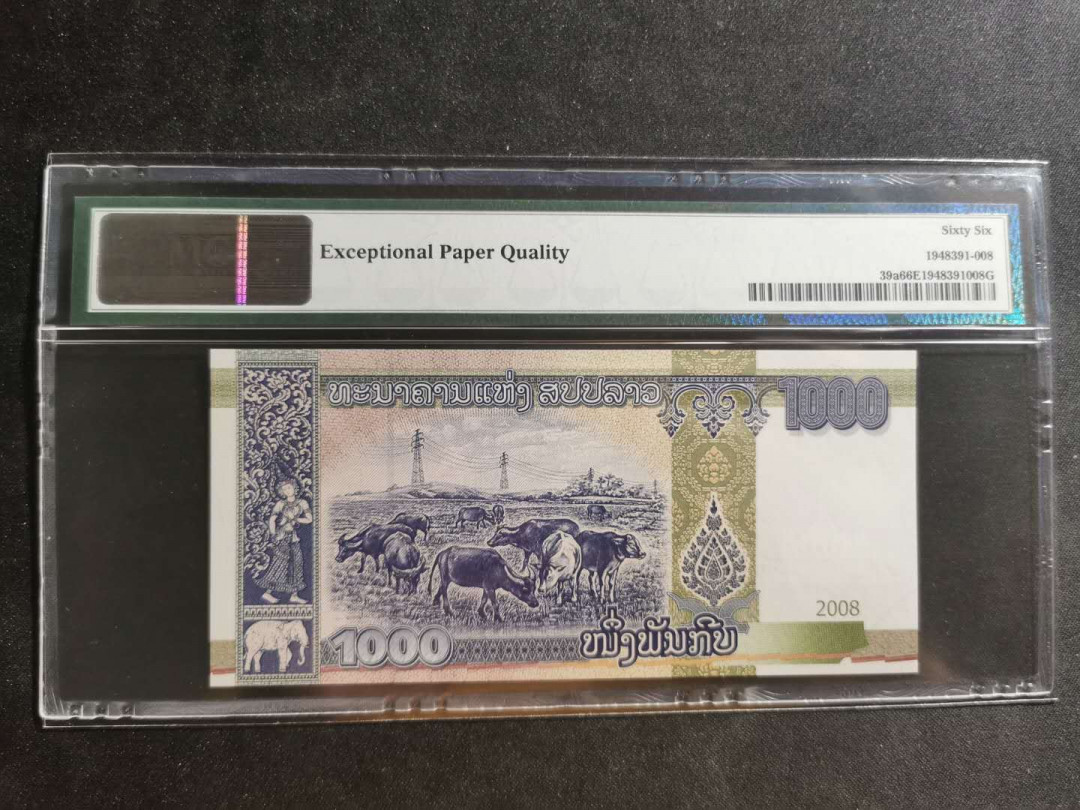 Exceptional Paper Quality
Sixty Six
1948391-008
39a66E1948391008G
ທະນາຄານແຫ່ງ ສປປລາວ
1000
2008
1000
ໜຶ່ງພັນກີບ